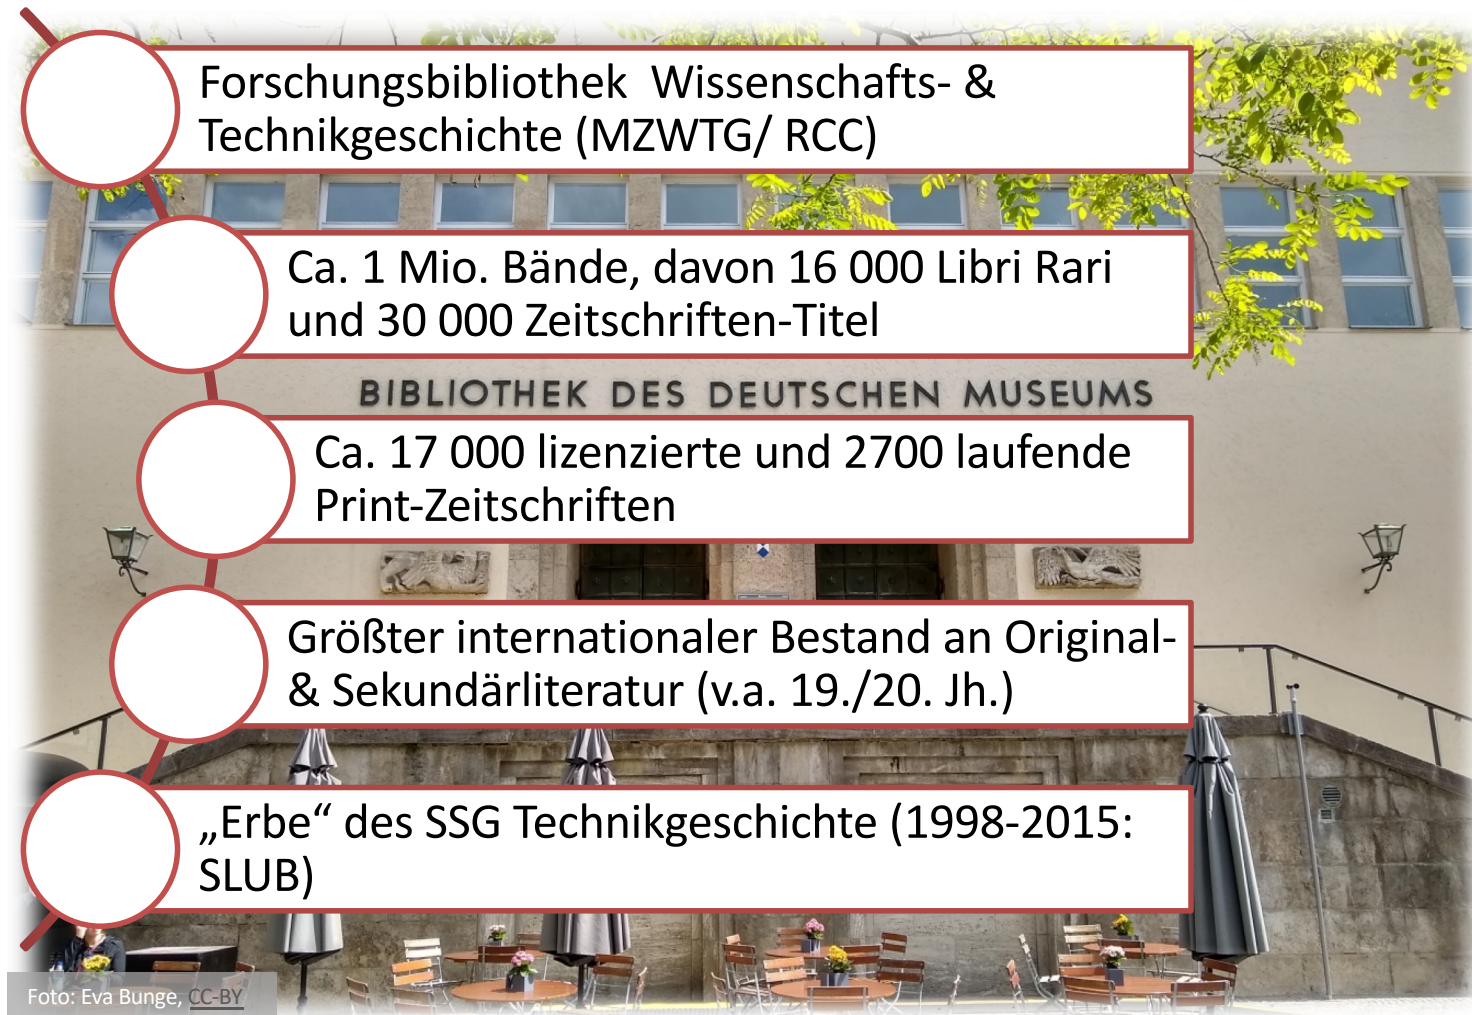 Forschungsbibliothek Wissenschafts- &
Technikgeschichte (MZWTG/ RCC)
Ca. 1 Mio. Bände, davon 16 000 Libri Rari
und 30 000 Zeitschriften-Titel
BIBLIOTHEK DES DEUTSCHEN MUSEUMS
Ca. 17 000 lizenzierte und 2700 laufende
Print-Zeitschriften
Größter internationaler Bestand an Original-
& Sekundärliteratur (v.a. 19./20. Jh.)
„Erbe“ des SSG Technikgeschichte (1998-2015:
SLUB)
Foto: Eva Bunge, CC-BY